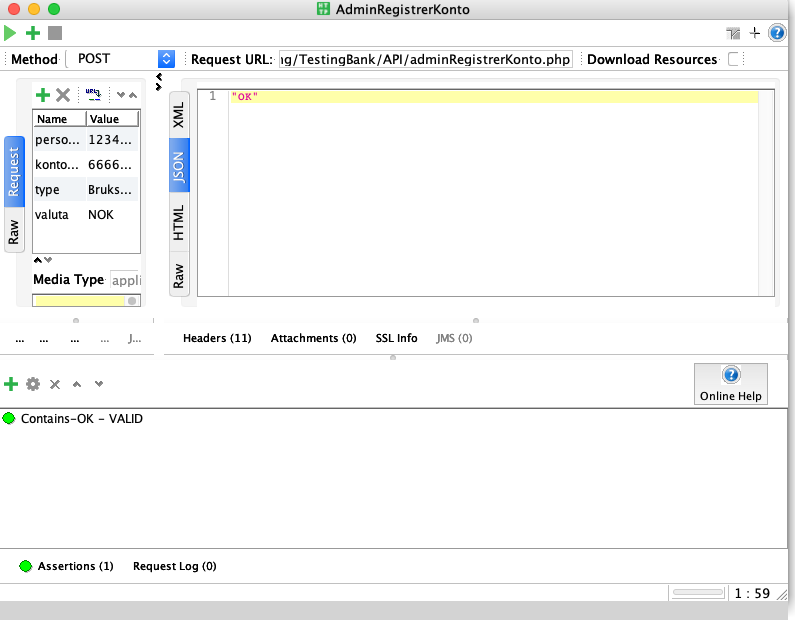 AdminRegistrerKonto
Method POST Request URL: ıg/TestingBank/API/adminRegistrerKonto.php Download Resources
URL
Name Value
perso... 1234...
konto... 6666...
type Bruks...
valuta NOK
Media Type appli
Request
Raw
XML
JSON
HTML
Raw
1 "OK"
... ... ... ... J...
Headers (11) Attachments (0) SSL Info JMS (0)
Online Help
Contains-OK - VALID
Assertions (1) Request Log (0)
1 : 59